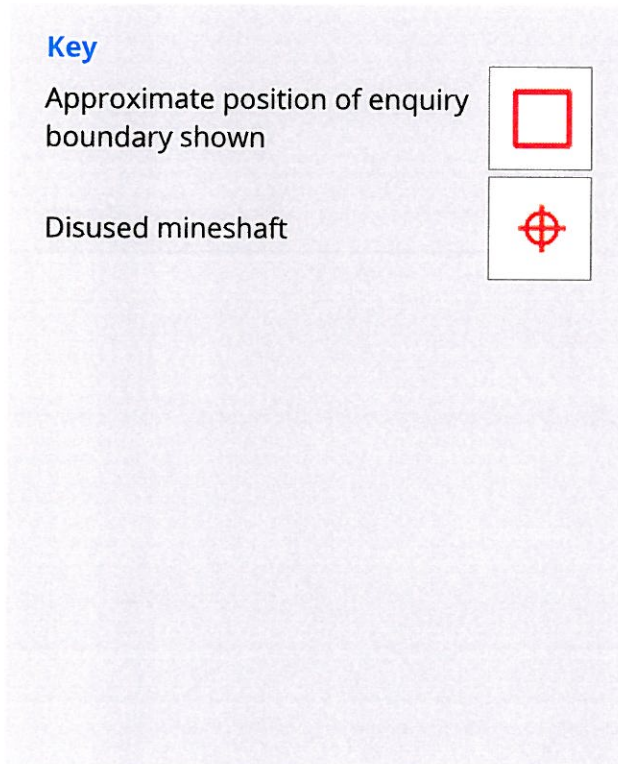 Key
Approximate position of enquiry
boundary shown
Disused mineshaft